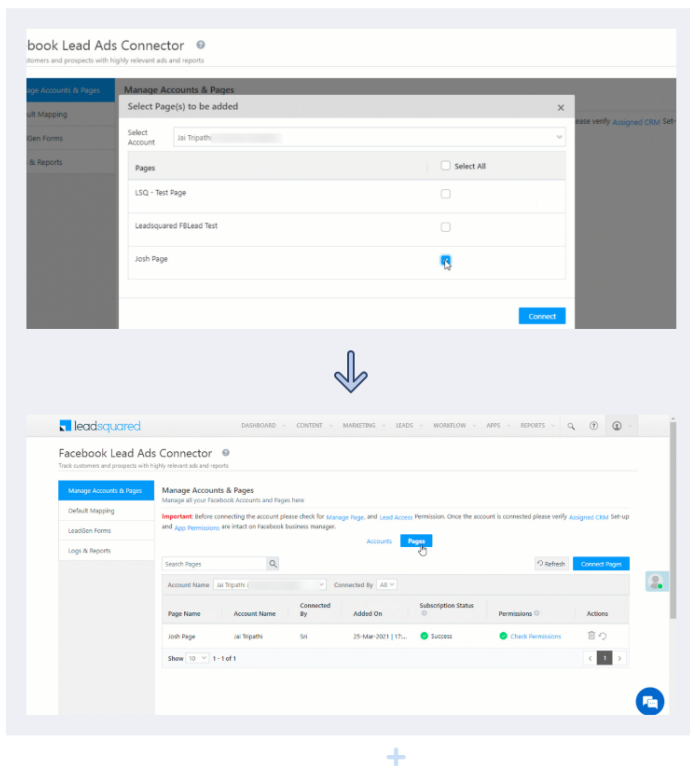 book Lead Ads Connector
stomers and prospects with highly relevant ads and reports
age Accounts & Pages
Manage Accounts & Pages
Select Page(s) to be added
×
ult Mapping
ease verify Assigned CRM Set-
Select Account
Jai Tripathi
Gen Forms
& Reports
Pages
Select All
LSQ - Test Page
Leadsquared FBLead Test
Josh Page
Connect
leadsquared
DASHBOARD CONTENT MARKETING LEADS WORKFLOW APPS REPORTS
Facebook Lead Ads Connector
Track customers and prospects with highly relevant ads and reports
Manage Accounts & Pages
Default Mapping
LeadGen Forms
Logs & Reports
Manage Accounts & Pages
Manage all your Facebook Accounts and Pages here
Important: Before connecting the account please check for Manage Page, and Lead Access Permission. Once the account is connected please verify Assigned CRM Set-up
and App Permissions are intact on Facebook business manager.
Accounts Pages
Search Pages
Refresh Connect Pages
Account Name Jai Tripathi Connected By All
Page Name Account Name Connected By Added On Subscription Status Permissions Actions
Josh Page Jai Tripathi Sri 25-Mar-2021 | 17:... Success Check Permissions
Show 10 1 - 1 of 1
< 1 >